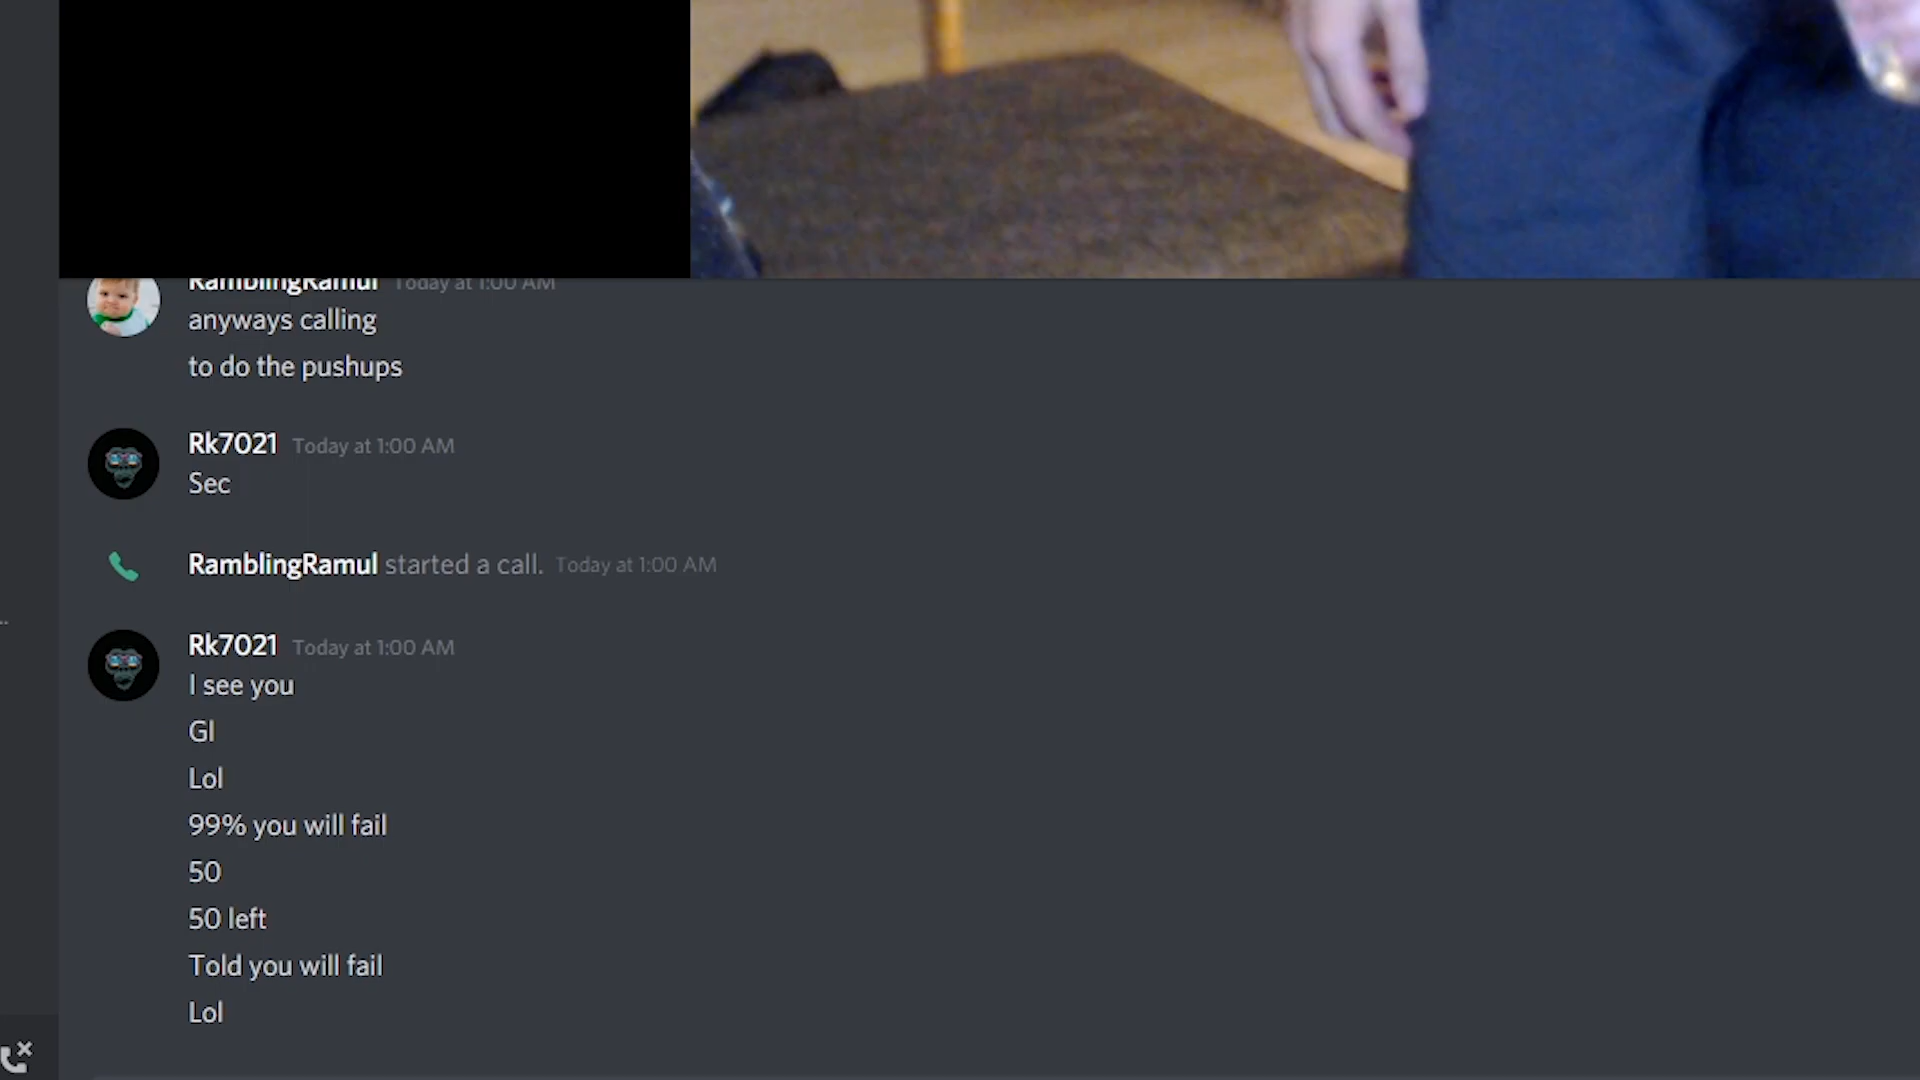 RamblingRamul Today at 1:00 AM
anyways calling
to do the pushups
Rk7021 Today at 1:00 AM
Sec
RamblingRamul started a call. Today at 1:00 AM
Rk7021 Today at 1:00 AM
I see you
Gl
Lol
99% you will fail
50
50 left
Told you will fail
Lol